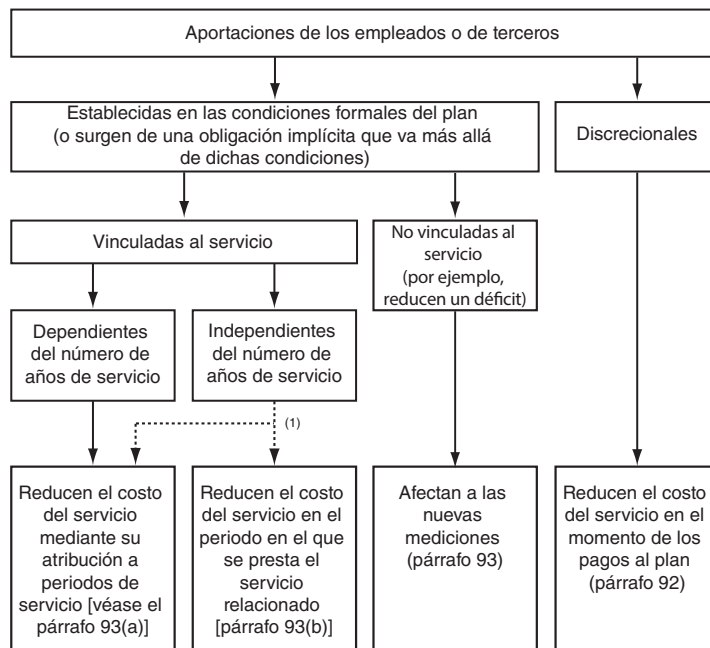 Aportaciones de los empleados o de terceros
Establecidas en las condiciones formales del plan
(o surgen de una obligación implícita que va más allá
de dichas condiciones)
Discrecionales
Vinculadas al servicio
No vinculadas al
servicio
(por ejemplo,
reducen un déficit)
Dependientes
del número de
años de servicio
Independientes
del número de
años de servicio
(1)
Reducen el costo
del servicio
mediante su
atribución a
periodos de
servicio [véase el
párrafo 93(a)]
Reducen el costo
del servicio en el
periodo en el que
se presta el
servicio
relacionado
[párrafo 93(b)]
Afectan a las
nuevas
mediciones
(párrafo 93)
Reducen el costo
del servicio en el
momento de los
pagos al plan
(párrafo 92)